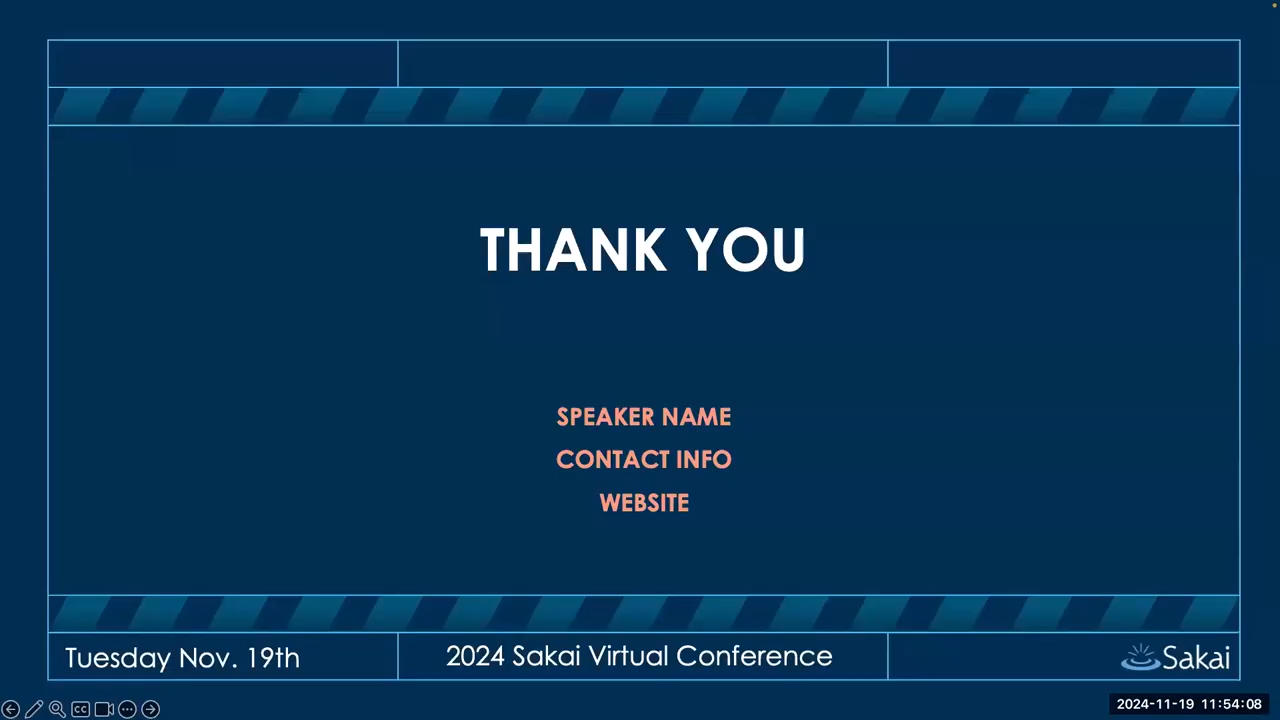 THANK YOU
SPEAKER NAME
CONTACT INFO
WEBSITE
Tuesday Nov. 19th
2024 Sakai Virtual Conference
Sakai
CC
2024-11-19 11:54:08